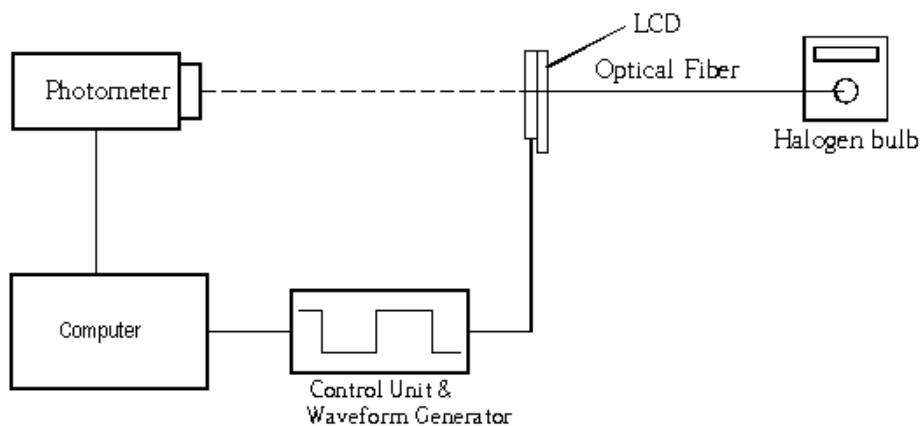 LCD
Photometer
Optical Fiber
Halogen bulb
Computer
Control Unit &
Waveform Generator